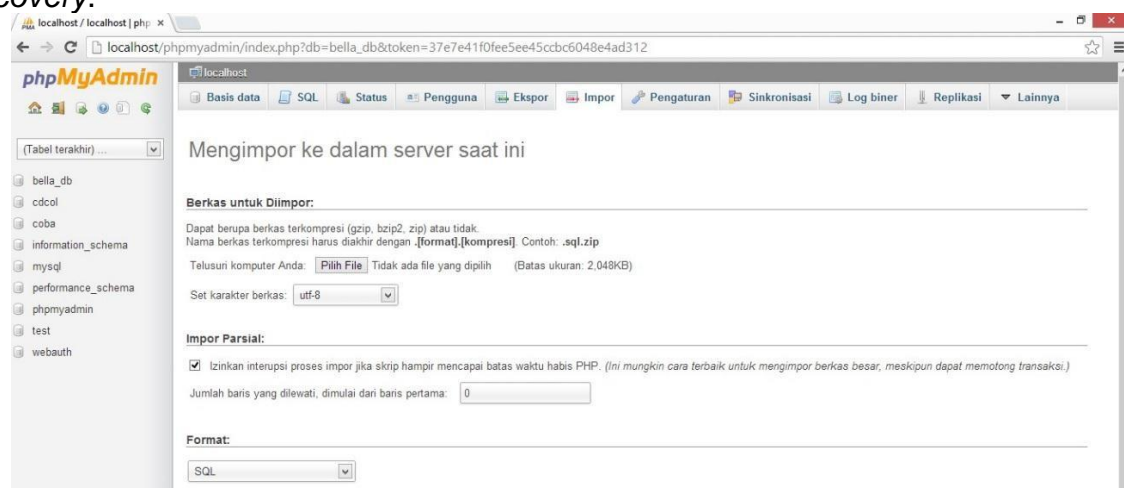 covery.
localhost / localhost | php
localhost/phpmyadmin/index.php?db=bella_db&token=37e7e41f0fee5ee45ccbc6048e4ad312
phpMyAdmin
(Tabel terakhir) ...
bella_db
cdcol
coba
information_schema
mysql
performance_schema
phpmyadmin
test
webauth
localhost
Basis data SQL Status Pengguna Ekspor Impor Pengaturan Sinkronisasi Log biner Replikasi Lainnya
Mengimpor ke dalam server saat ini
Berkas untuk Diimpor:
Dapat berupa berkas terkompresi (gzip, bzip2, zip) atau tidak.
Nama berkas terkompresi harus diakhir dengan .[format].[kompresi]. Contoh: .sql.zip
Telusuri komputer Anda: Pilih File Tidak ada file yang dipilih (Batas ukuran: 2,048KB)
Set karakter berkas: utf-8
Impor Parsial:
Izinkan interupsi proses impor jika skrip hampir mencapai batas waktu habis PHP. (Ini mungkin cara terbaik untuk mengimpor berkas besar, meskipun dapat memotong transaksi.)
Jumlah baris yang dilewati, dimulai dari baris pertama: 0
Format:
SQL